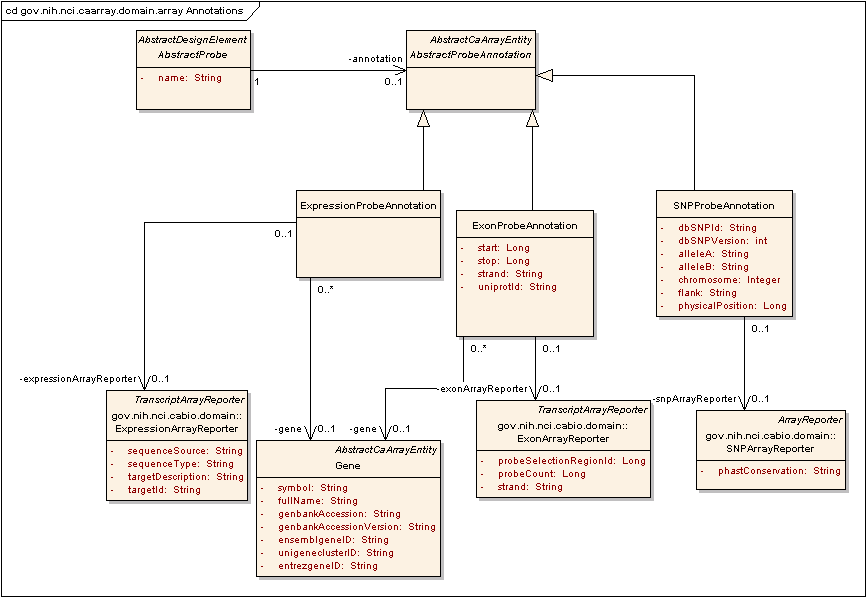 cd gov.nih.nci.caarray.domain.array Annotations
AbstractDesignElement
AbstractProbe
- name: String
1
-annotation
0..1
AbstractCaArrayEntity
AbstractProbeAnnotation
ExpressionProbeAnnotation
0..1
0..*
ExonProbeAnnotation
- start: Long
- stop: Long
- strand: String
- uniprotId: String
0..*
0..1
SNPProbeAnnotation
- dbSNPId: String
- dbSNPVersion: int
- alleleA: String
- alleleB: String
- chromosome: Integer
- flank: String
- physicalPosition: Long
0..1
-expressionArrayReporter
0..1
-exonArrayReporter
0..1
-snpArrayReporter
0..1
TranscriptArrayReporter
gov.nih.nci.cabio.domain::
ExpressionArrayReporter
- sequenceSource: String
- sequenceType: String
- targetDescription: String
- targetId: String
-gene
0..1
-gene
0..1
AbstractCaArrayEntity
Gene
- symbol: String
- fullName: String
- genbankAccession: String
- genbankAccessionVersion: String
- ensemblgeneID: String
- unigeneclusterID: String
- entrezgeneID: String
TranscriptArrayReporter
gov.nih.nci.cabio.domain::
ExonArrayReporter
- probeSelectionRegionId: Long
- probeCount: Long
- strand: String
ArrayReporter
gov.nih.nci.cabio.domain::
SNPArrayReporter
- phastConservation: String